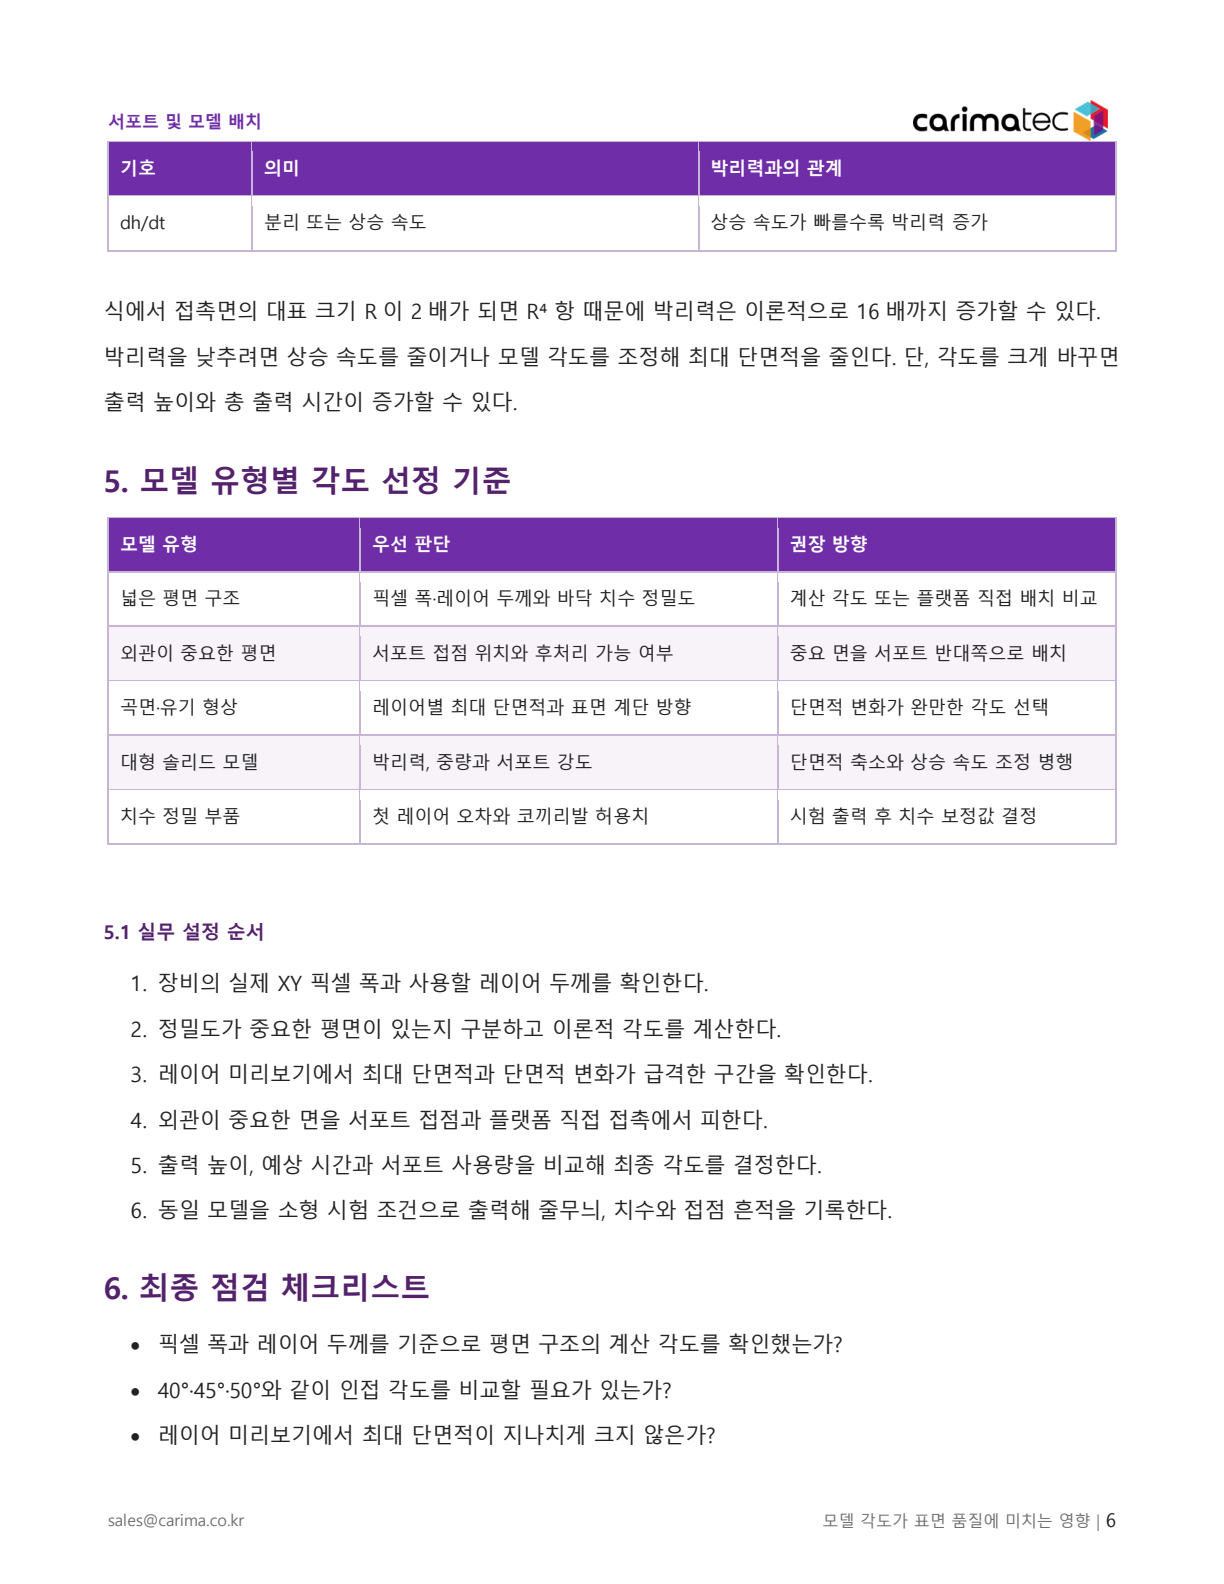 서포트 및 모델 배치
carimatec
기호 의미 박리력과의 관계
dh/dt 분리 또는 상승 속도 상승 속도가 빠를수록 박리력 증가
식에서 접촉면의 대표 크기 R 이 2 배가 되면 R⁴ 항 때문에 박리력은 이론적으로 16 배까지 증가할 수 있다.
박리력을 낮추려면 상승 속도를 줄이거나 모델 각도를 조정해 최대 단면적을 줄인다. 단, 각도를 크게 바꾸면
출력 높이와 총 출력 시간이 증가할 수 있다.
5. 모델 유형별 각도 선정 기준
모델 유형 우선 판단 권장 방향
넓은 평면 구조 픽셀 폭·레이어 두께와 바닥 치수 정밀도 계산 각도 또는 플랫폼 직접 배치 비교
외관이 중요한 평면 서포트 접점 위치와 후처리 가능 여부 중요 면을 서포트 반대쪽으로 배치
곡면·유기 형상 레이어별 최대 단면적과 표면 계단 방향 단면적 변화가 완만한 각도 선택
대형 솔리드 모델 박리력, 중량과 서포트 강도 단면적 축소와 상승 속도 조정 병행
치수 정밀 부품 첫 레이어 오차와 코끼리발 허용치 시험 출력 후 치수 보정값 결정
5.1 실무 설정 순서
1. 장비의 실제 XY 픽셀 폭과 사용할 레이어 두께를 확인한다.
2. 정밀도가 중요한 평면이 있는지 구분하고 이론적 각도를 계산한다.
3. 레이어 미리보기에서 최대 단면적과 단면적 변화가 급격한 구간을 확인한다.
4. 외관이 중요한 면을 서포트 접점과 플랫폼 직접 접촉에서 피한다.
5. 출력 높이, 예상 시간과 서포트 사용량을 비교해 최종 각도를 결정한다.
6. 동일 모델을 소형 시험 조건으로 출력해 줄무늬, 치수와 접점 흔적을 기록한다.
6. 최종 점검 체크리스트
● 픽셀 폭과 레이어 두께를 기준으로 평면 구조의 계산 각도를 확인했는가?
● 40°·45°·50°와 같이 인접 각도를 비교할 필요가 있는가?
● 레이어 미리보기에서 최대 단면적이 지나치게 크지 않은가?
sales@carima.co.kr 모델 각도가 표면 품질에 미치는 영향 | 6